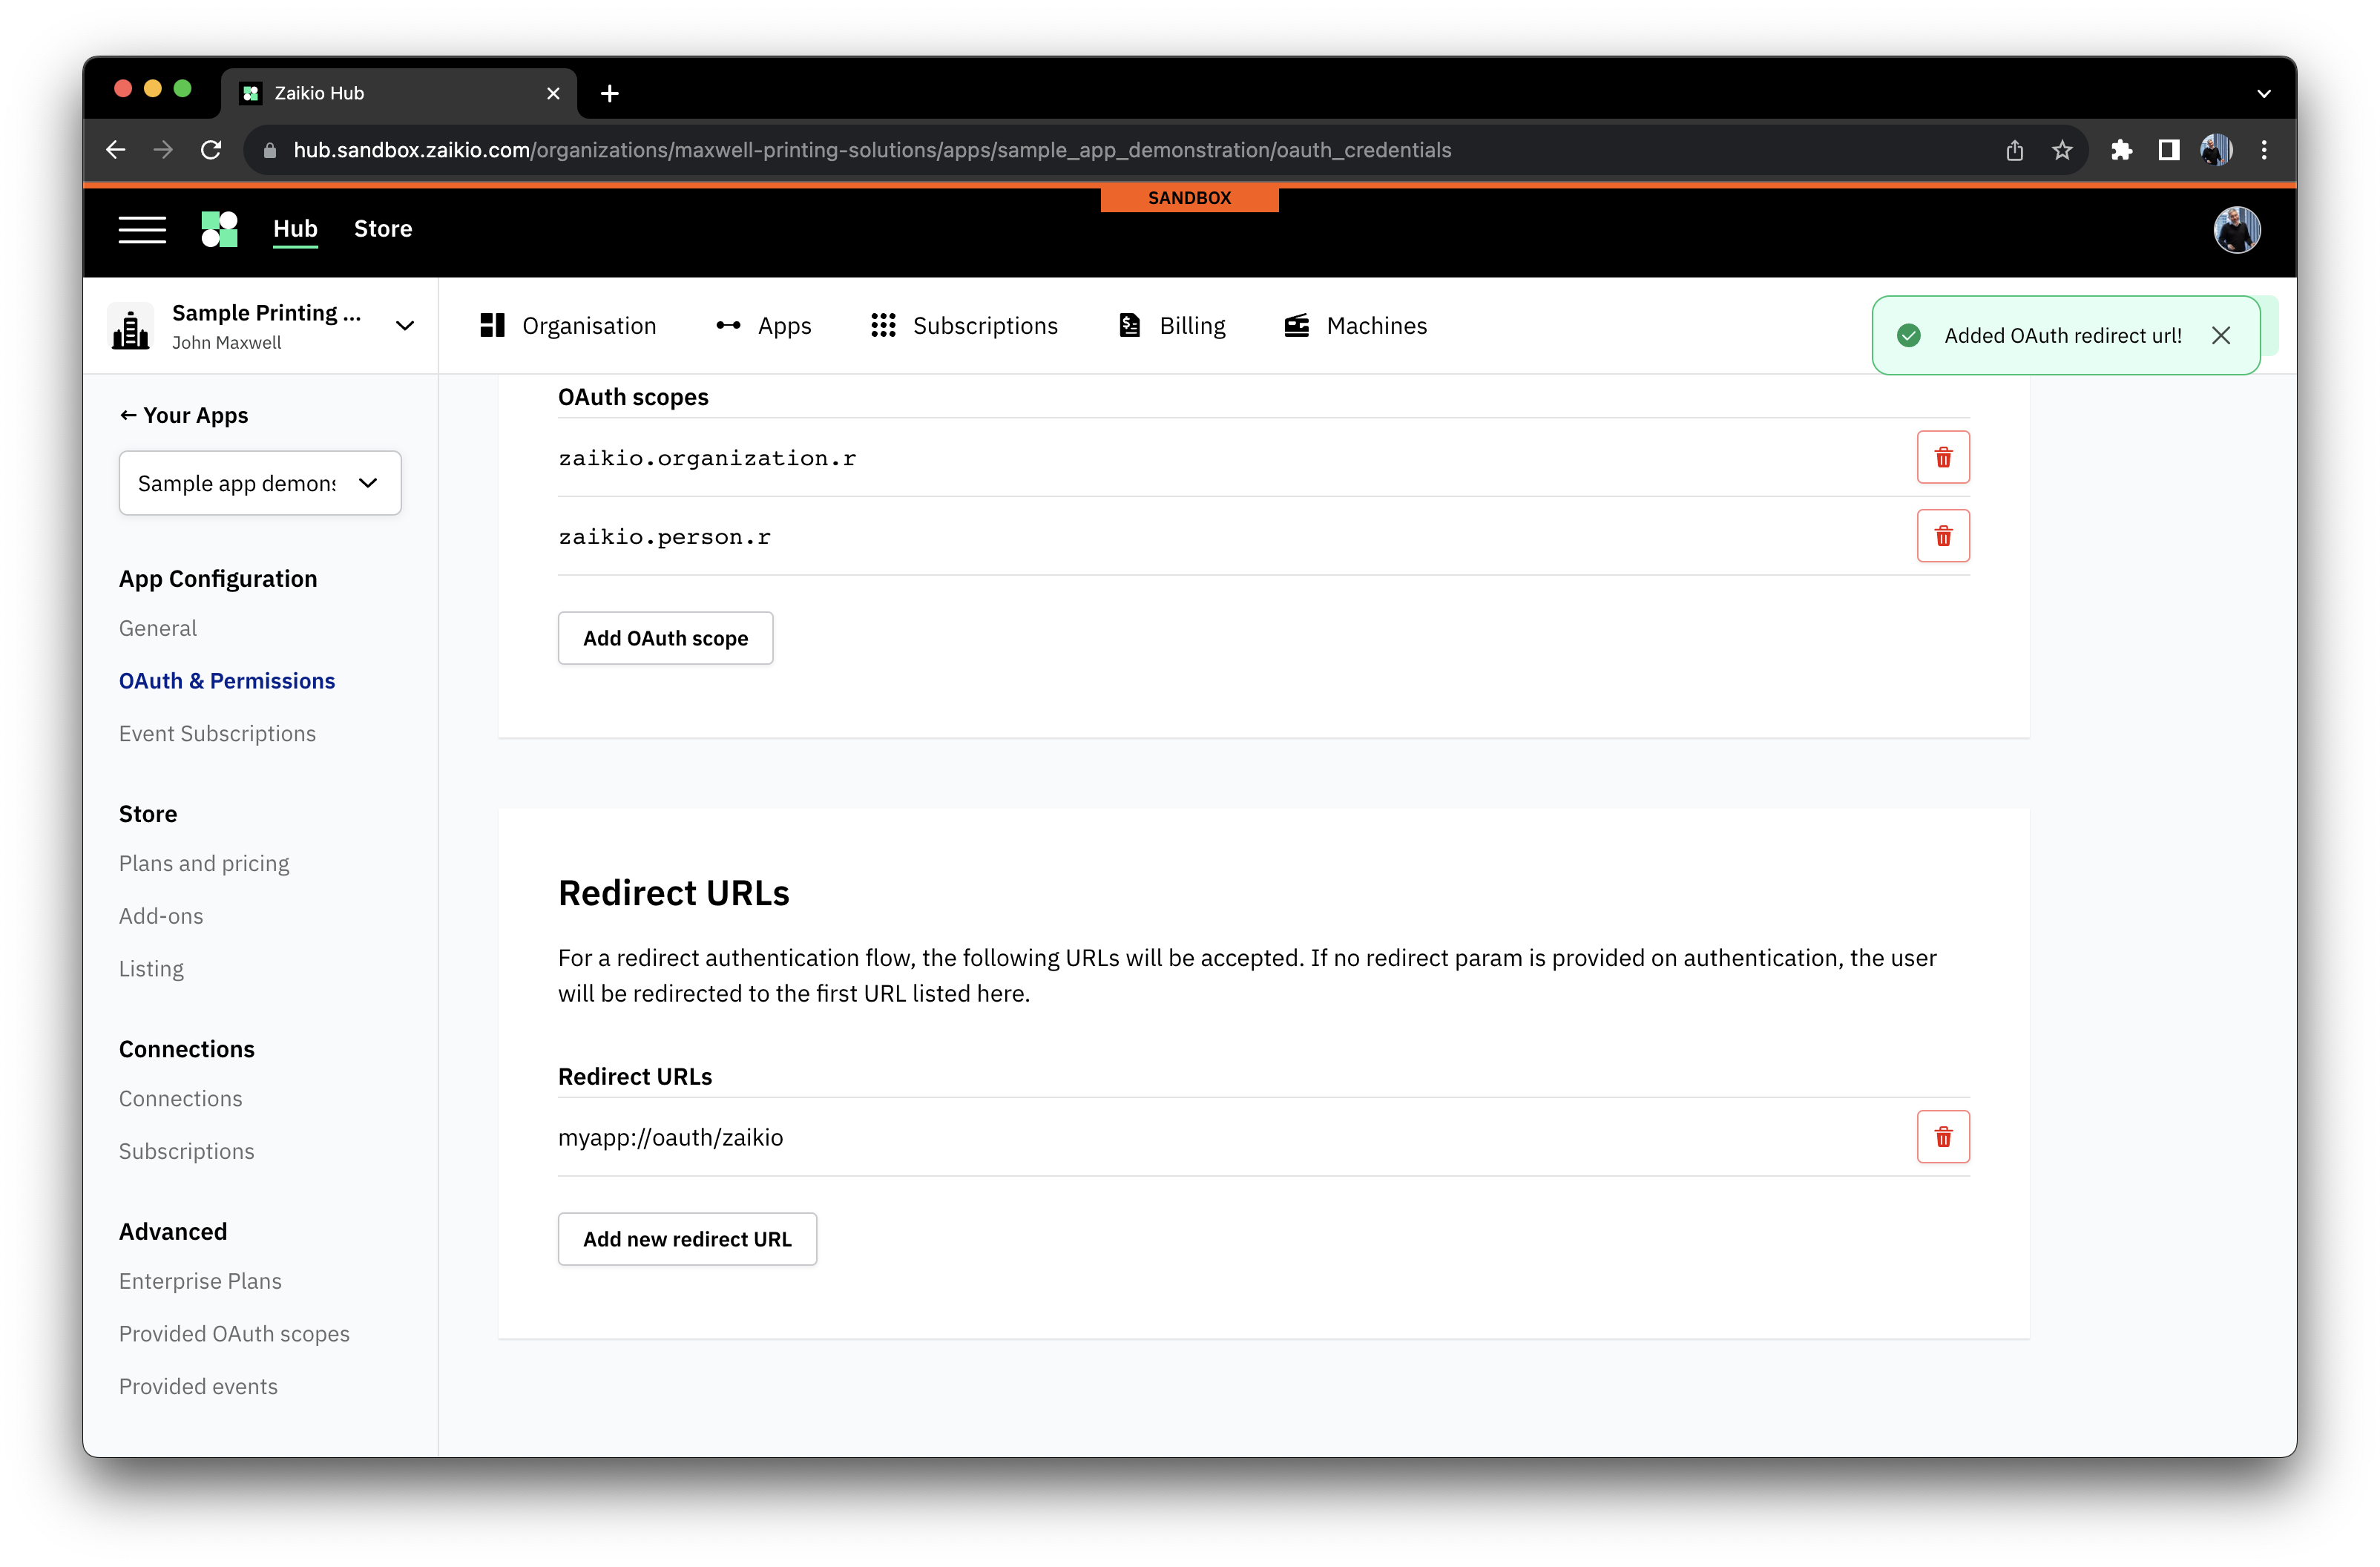 Zaikio Hub
hub.sandbox.zaikio.com/organizations/maxwell-printing-solutions/apps/sample_app_demonstration/oauth_credentials
SANDBOX
Hub
Store
Sample Printing ...
John Maxwell
Organisation
Apps
Subscriptions
Billing
Machines
Added OAuth redirect url!
← Your Apps
Sample app demons
App Configuration
General
OAuth & Permissions
Event Subscriptions
Store
Plans and pricing
Add-ons
Listing
Connections
Connections
Subscriptions
Advanced
Enterprise Plans
Provided OAuth scopes
Provided events
OAuth scopes
zaikio.organization.r
zaikio.person.r
Add OAuth scope
Redirect URLs
For a redirect authentication flow, the following URLs will be accepted. If no redirect param is provided on authentication, the user
will be redirected to the first URL listed here.
Redirect URLs
myapp://oauth/zaikio
Add new redirect URL